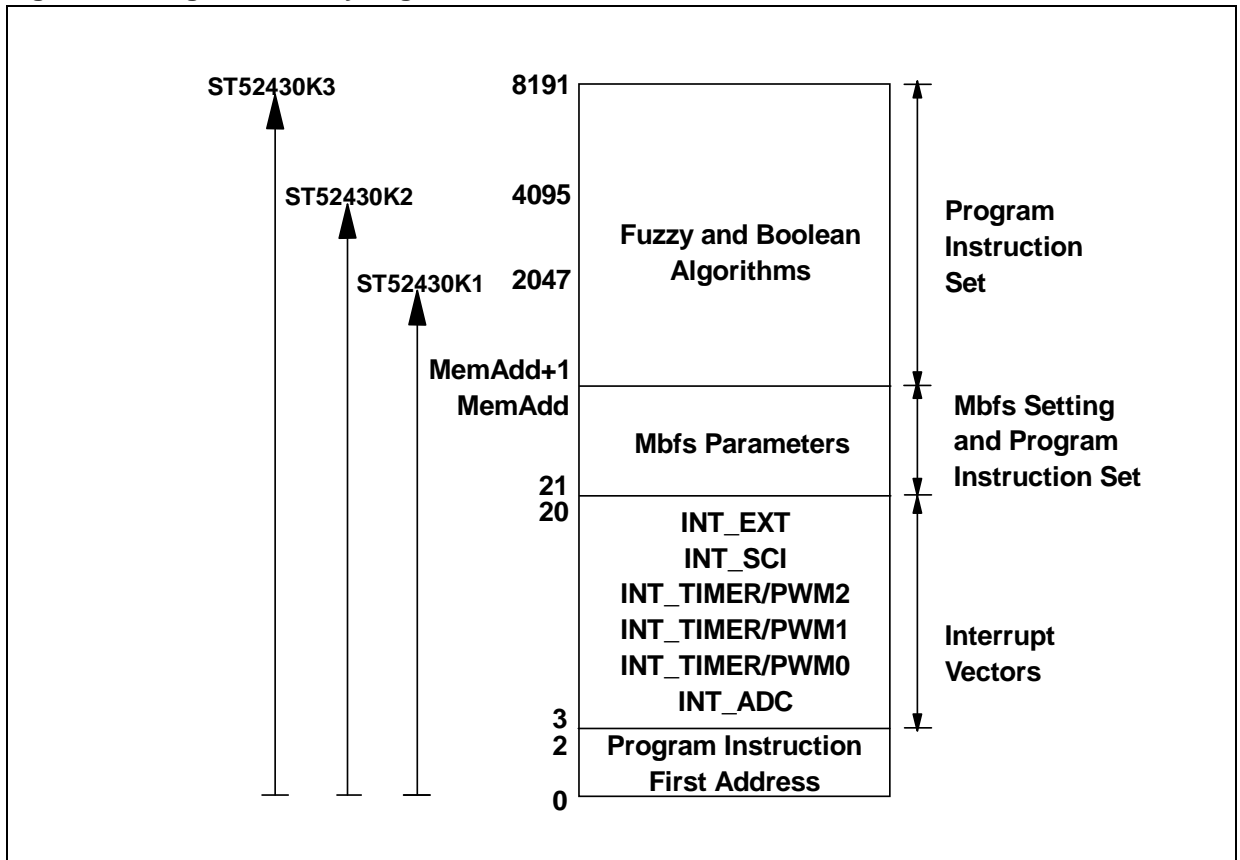 ST52430K3
8191
ST52430K2
4095
Fuzzy and Boolean
Algorithms
Program
Instruction
Set
ST52430K1
2047
MemAdd+1
MemAdd
Mbfs Parameters
Mbfs Setting
and Program
Instruction Set
21
20
INT_EXT
INT_SCI
INT_TIMER/PWM2
INT_TIMER/PWM1
INT_TIMER/PWM0
INT_ADC
Interrupt
Vectors
3
2
Program Instruction
First Address
0